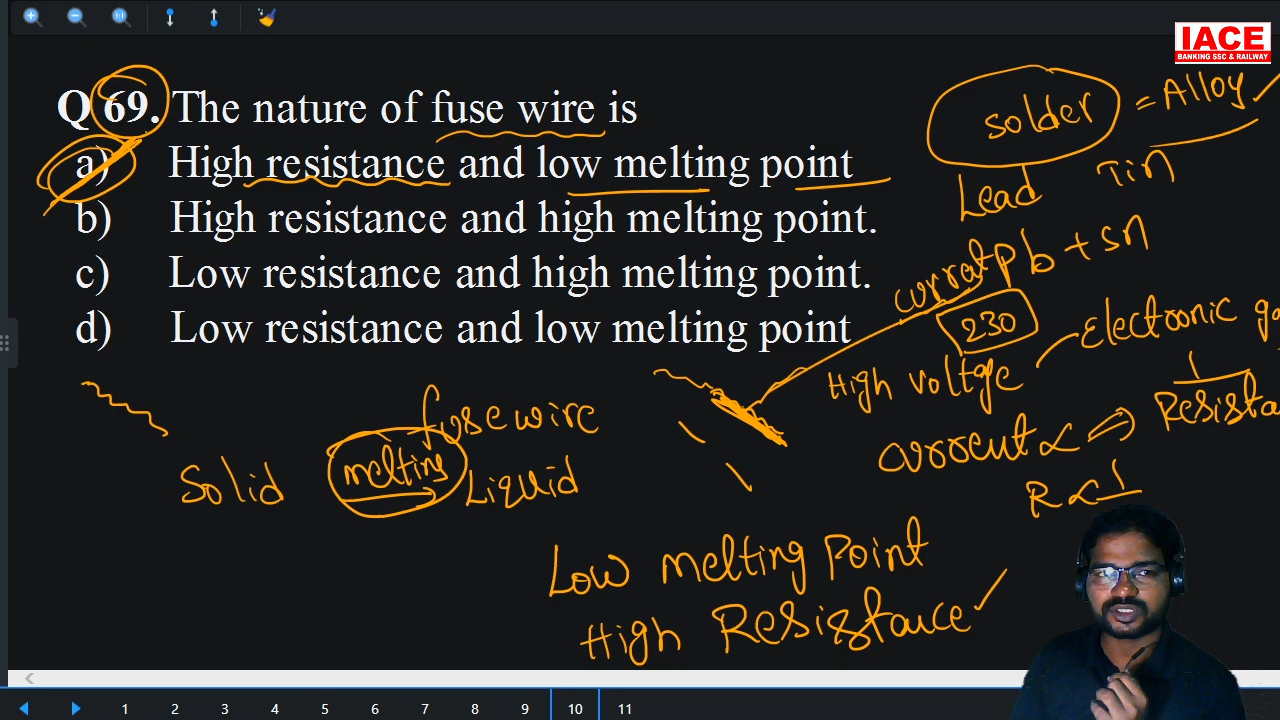 IACE
BANKING SSC & RAILWAY
Q 69. The nature of fuse wire is
a) High resistance and low melting point
b) High resistance and high melting point.
c) Low resistance and high melting point.
d) Low resistance and low melting point
solder = Alloy
Lead Tin
Pb + Sn
230
High
Electronic
fuse wire
Solid melting Liquid
current ∝ 1
R ∝ 1
Low melting Point
High Resistance
1 2 3 4 5 6 7 8 9 10 11